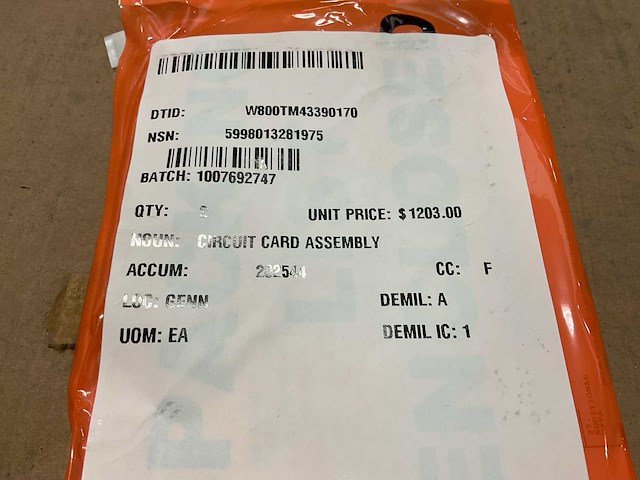 DTID: W800TM43390170
NSN: 5998013281975
BATCH: 1007692747
QTY: UNIT PRICE: $1203.00
NOUN: CIRCUIT CARD ASSEMBLY
ACCUM: CC: F
LOC: GENN DEMIL: A
UOM: EA DEMIL IC: 1